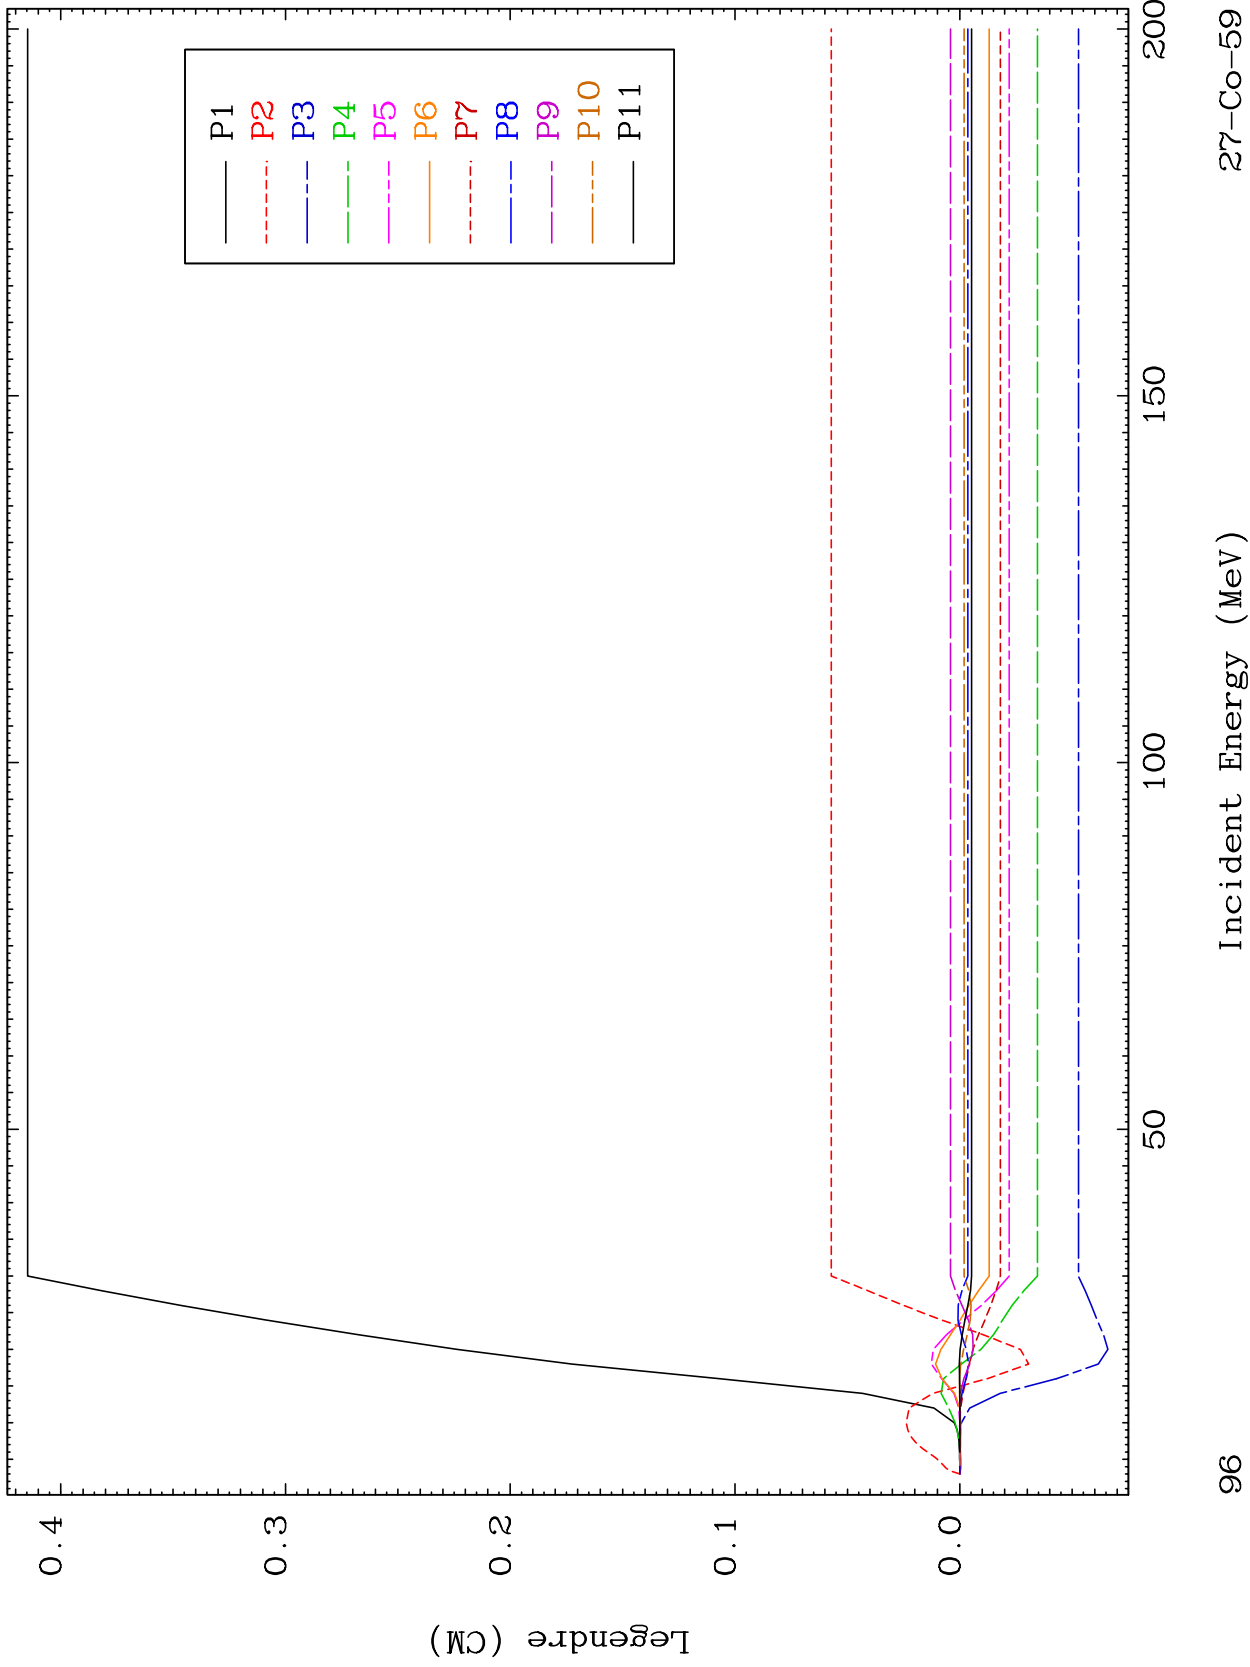 Legendre (CM)
0.4
0.3
0.2
0.1
0.0
P1
P2
P3
P4
P5
P6
P7
P8
P9
P10
P11
50
100
150
200
96
Incident Energy (MeV)
27-Co-59